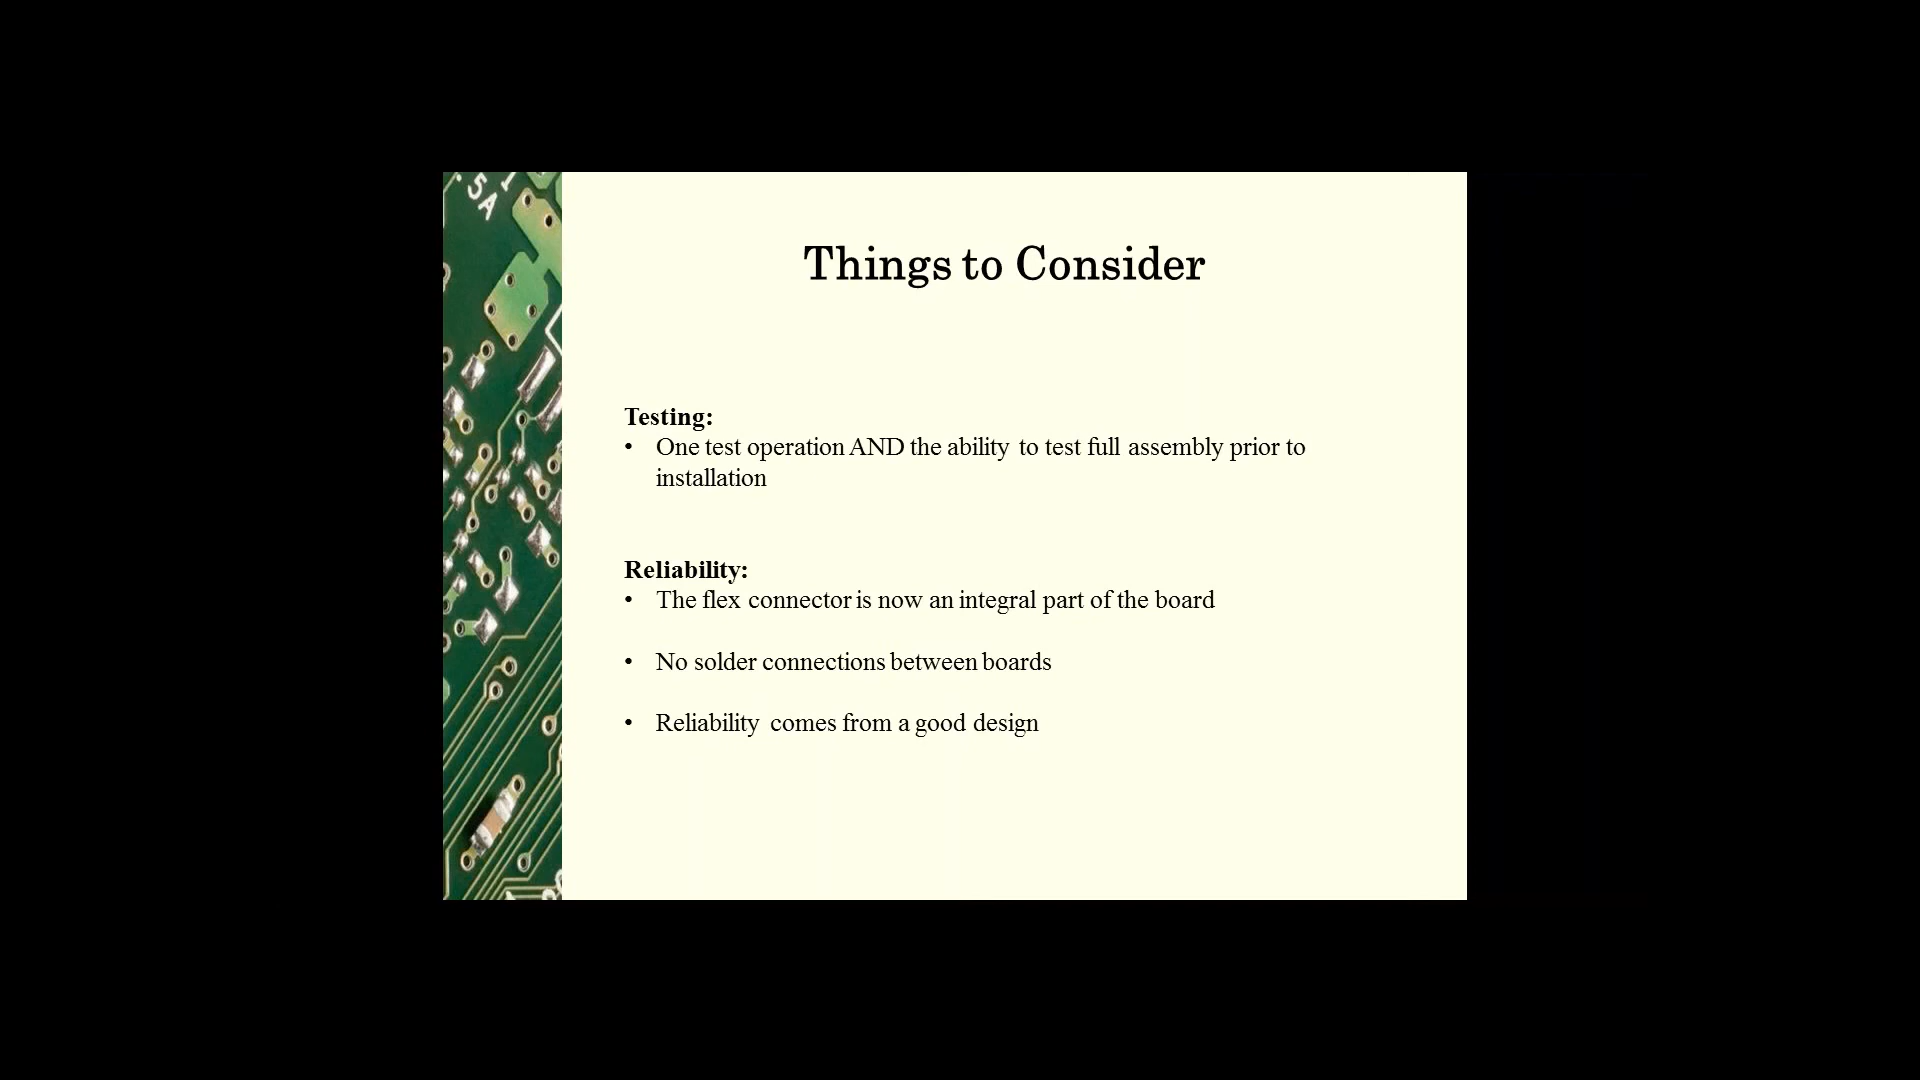 .5A
Things to Consider
Testing:
• One test operation AND the ability to test full assembly prior to
installation
Reliability:
• The flex connector is now an integral part of the board
• No solder connections between boards
• Reliability comes from a good design